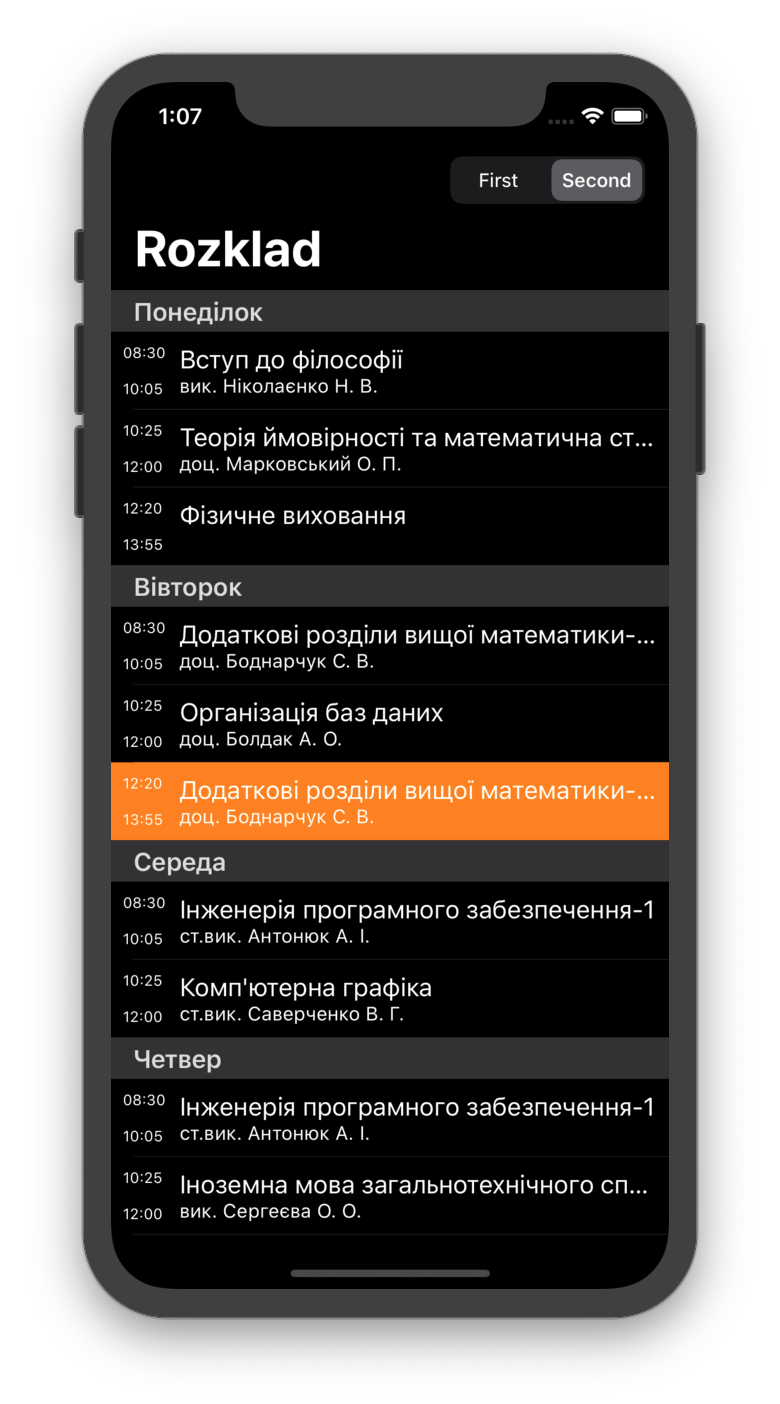 1:07
First Second
Rozklad
Понеділок
08:30 Вступ до філософії
10:05 вик. Ніколаєнко Н. В.
10:25 Теорія ймовірності та математична ст...
12:00 доц. Марковський О. П.
12:20 Фізичне виховання
13:55
Вівторок
08:30 Додаткові розділи вищої математики-...
10:05 доц. Боднарчук С. В.
10:25 Організація баз даних
12:00 доц. Болдак А. О.
12:20 Додаткові розділи вищої математики-...
13:55 доц. Боднарчук С. В.
Середа
08:30 Інженерія програмного забезпечення-1
10:05 ст.вик. Антонюк А. І.
10:25 Комп'ютерна графіка
12:00 ст.вик. Саверченко В. Г.
Четвер
08:30 Інженерія програмного забезпечення-1
10:05 ст.вик. Антонюк А. І.
10:25 Іноземна мова загальнотехнічного сп...
12:00 вик. Сергеєва О. О.